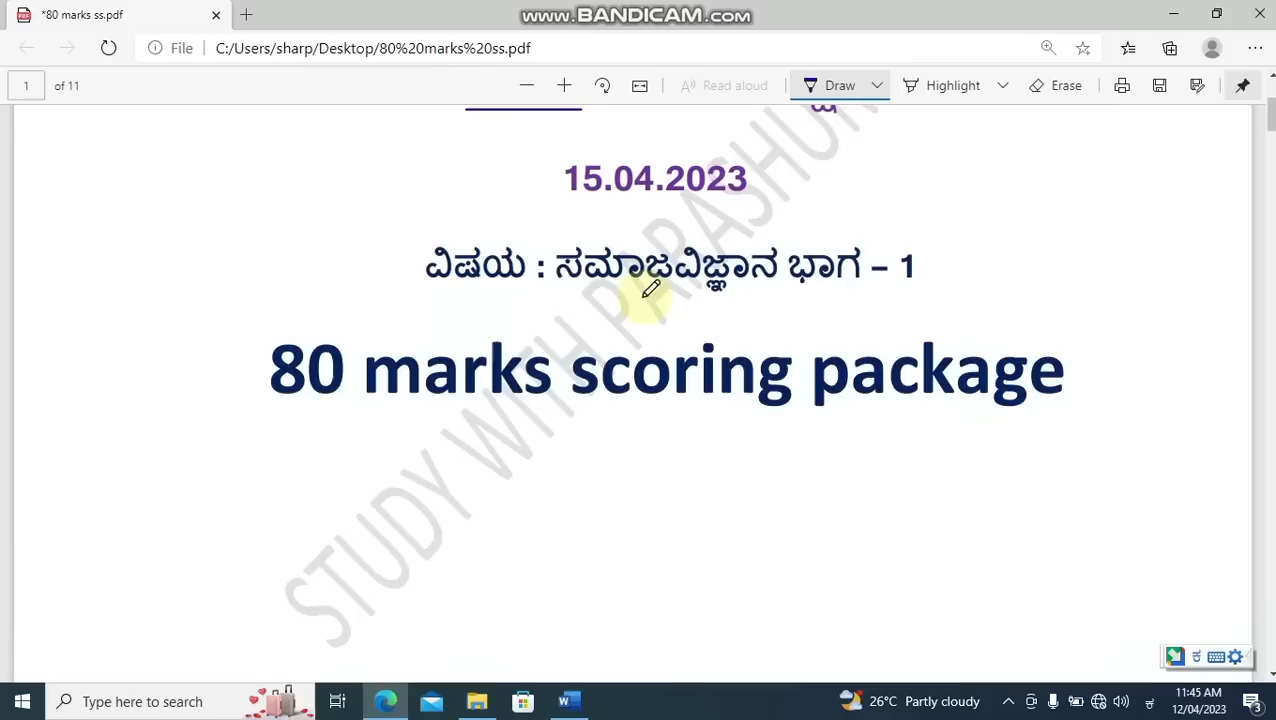 *80 marks ss.pdf
www.BANDICAM.com
File
C:/Users/sharp/Desktop/80%20marks%20ss.pdf
1 of 11
Read aloud
Draw
Highlight
Erase
15.04.2023
ವಿಷಯ : ಸಮಾಜವಿಜ್ಞಾನ ಭಾಗ – 1
80 marks scoring package
STUDY WITH PARASHUR
ಕ
Type here to search
26°C Partly cloudy
11:45 AM
12/04/2023
3